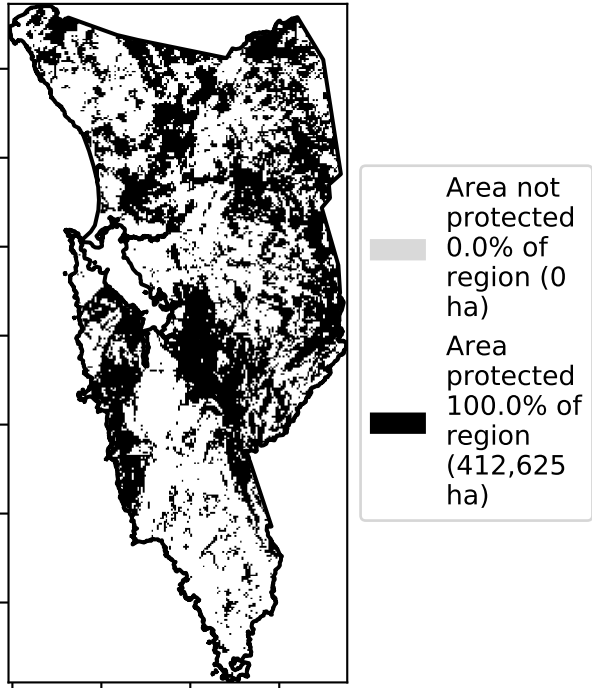 Area not
protected
0.0% of
region (0
ha)
Area
protected
100.0% of
region
(412,625
ha)